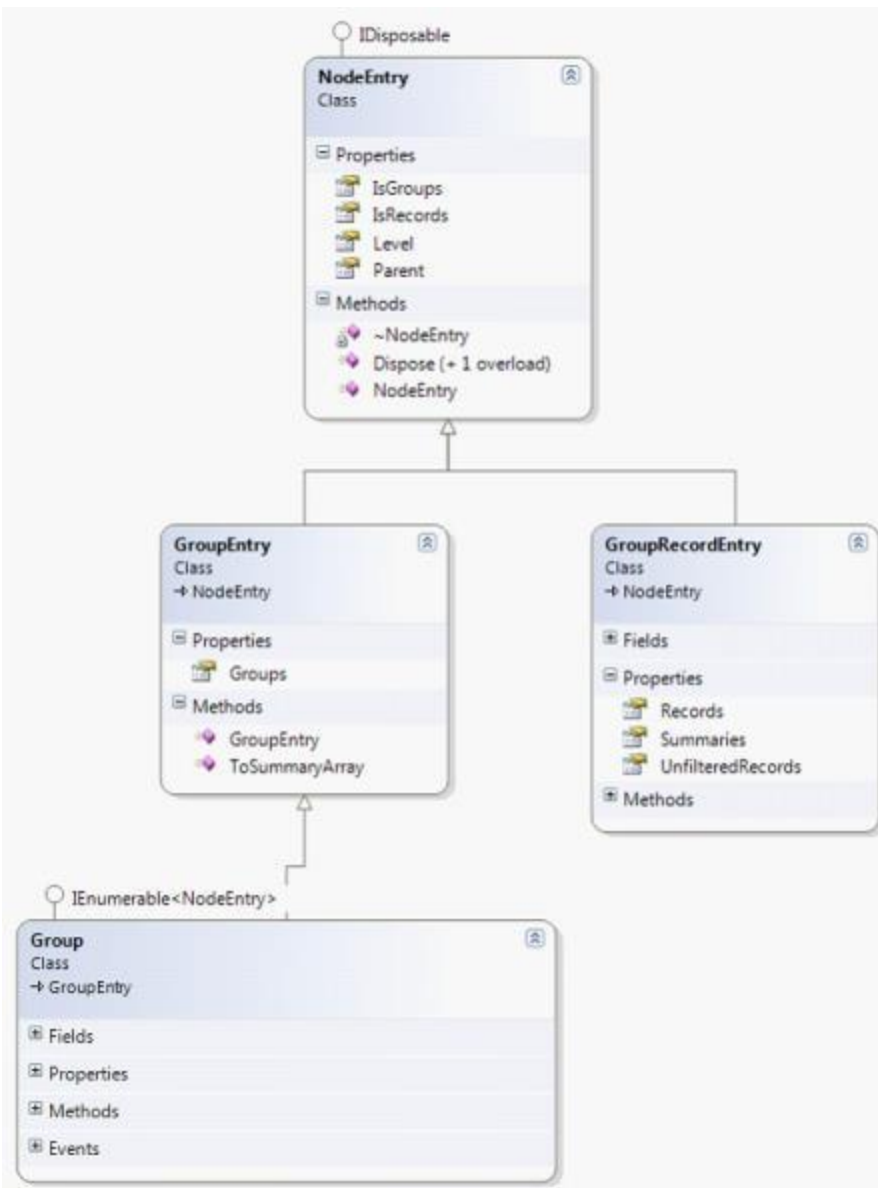 IDisposable
NodeEntry
Class
Properties
IsGroups
IsRecords
Level
Parent
Methods
~NodeEntry
Dispose (+ 1 overload)
NodeEntry
GroupEntry
Class
NodeEntry
Properties
Groups
Methods
GroupEntry
ToSummaryArray
GroupRecordEntry
Class
NodeEntry
Fields
Properties
Records
Summaries
UnfilteredRecords
Methods
IEnumerable<NodeEntry>
Group
Class
GroupEntry
Fields
Properties
Methods
Events